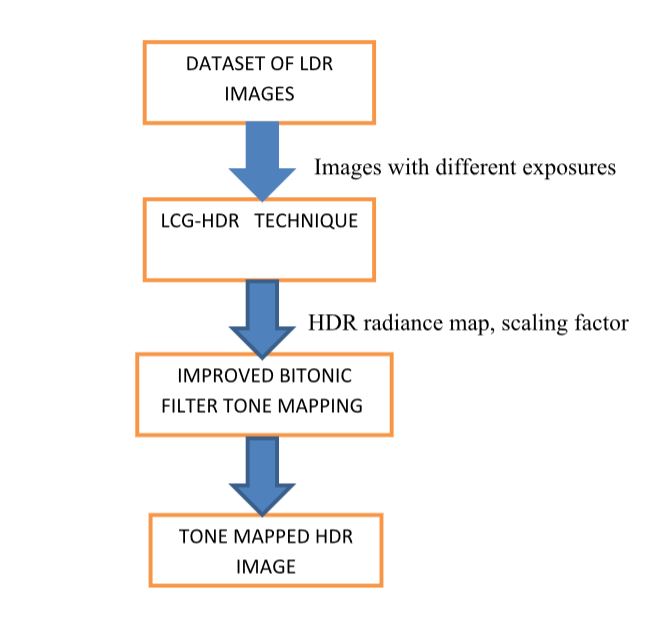 DATASET OF LDR
IMAGES
Images with different exposures
LCG-HDR TECHNIQUE
HDR radiance map, scaling factor
IMPROVED BITONIC
FILTER TONE MAPPING
TONE MAPPED HDR
IMAGE